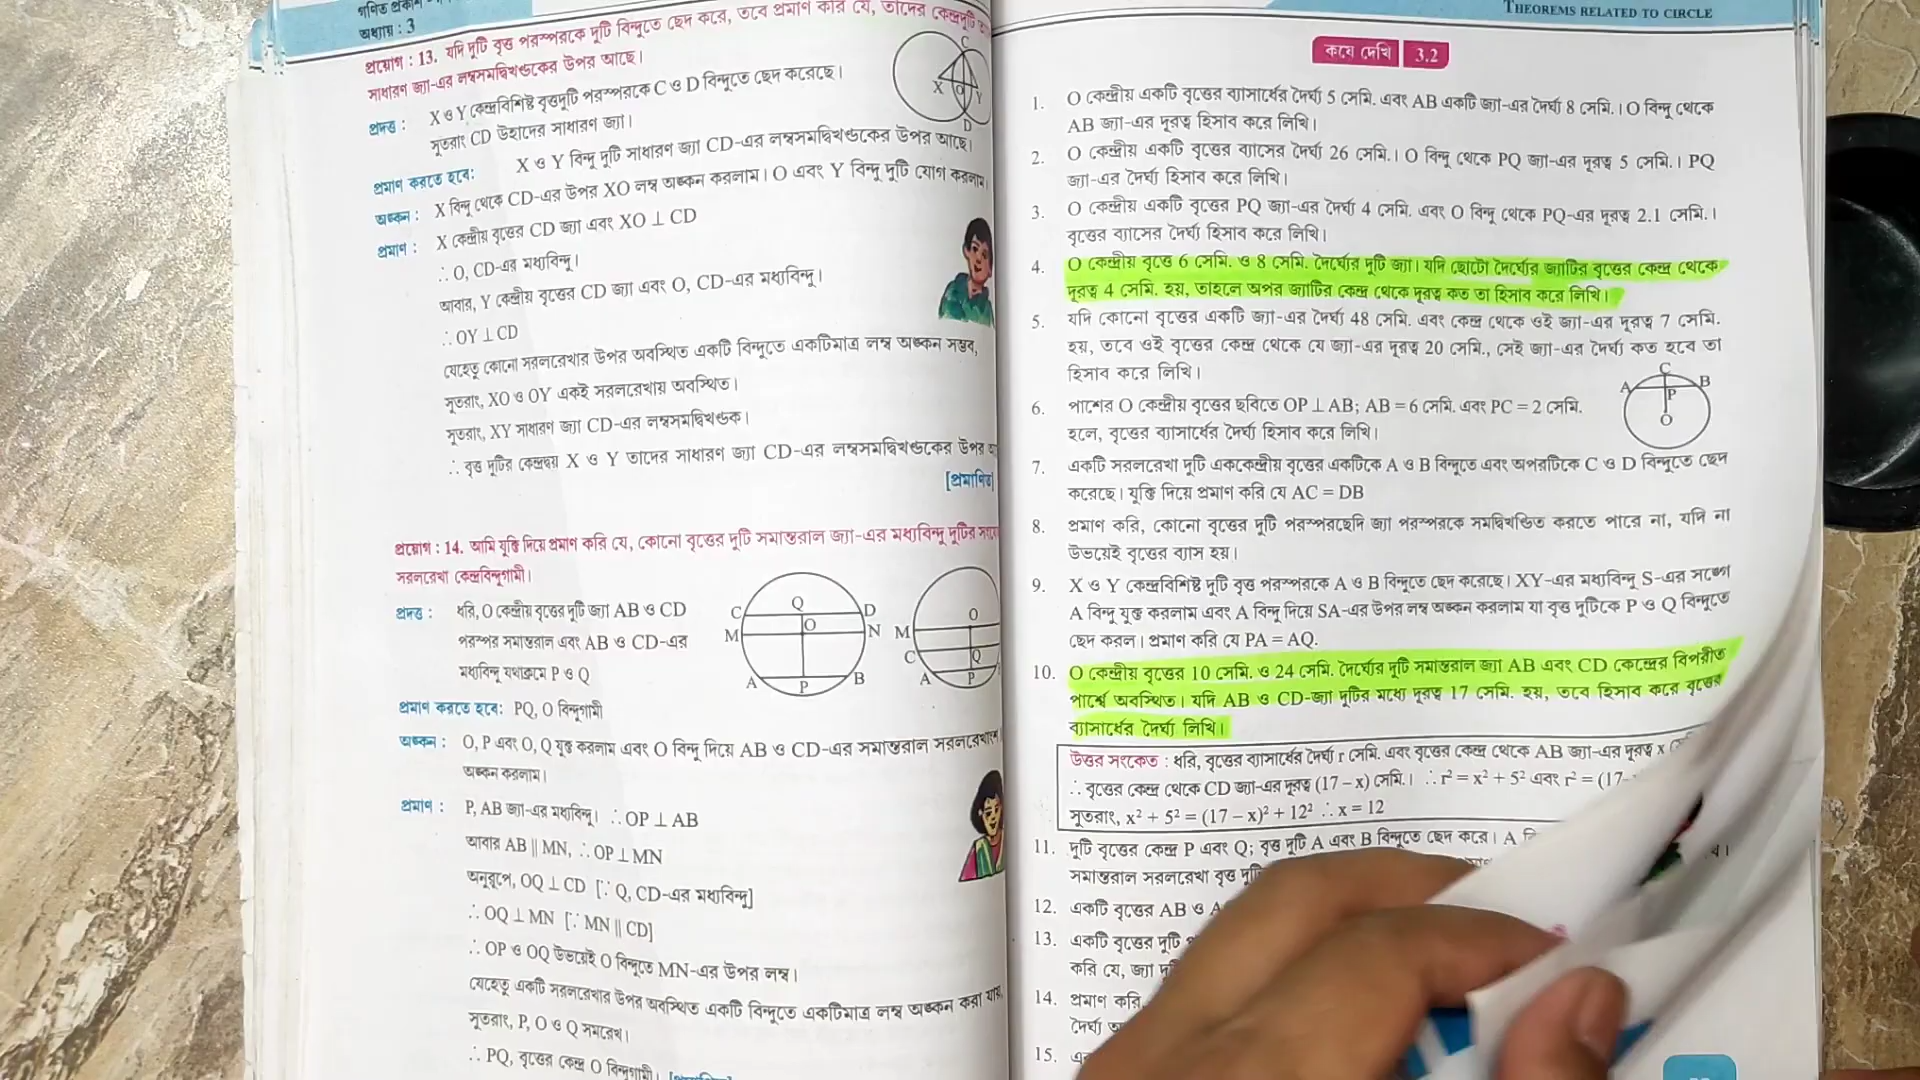 গণিত প্রকাশ
অধ্যায় : 3
প্রয়োগ : 13. যদি দুটি বৃত্ত পরস্পরকে দুটি বিন্দুতে ছেদ করে, তবে প্রমাণ করি যে, তাদের কেন্দ্রদুটি
সাধারণ জ্যা-এর লম্বসমদ্বিখণ্ডকের উপর আছে।
প্রদত্ত : X ও Y কেন্দ্রবিশিষ্ট বৃত্তদুটি পরস্পরকে C ও D বিন্দুতে ছেদ করেছে।
সুতরাং CD উহাদের সাধারণ জ্যা।
প্রমাণ করতে হবে: X ও Y বিন্দু দুটি সাধারণ জ্যা CD-এর লম্বসমদ্বিখণ্ডকের উপর আছে।
অঙ্কন : X বিন্দু থেকে CD-এর উপর XO লম্ব অঙ্কন করলাম। O এবং Y বিন্দু দুটি যোগ করলাম।
প্রমাণ : X কেন্দ্রীয় বৃত্তের CD জ্যা এবং XO ⊥ CD
∴ O, CD-এর মধ্যবিন্দু।
আবার, Y কেন্দ্রীয় বৃত্তের CD জ্যা এবং O, CD-এর মধ্যবিন্দু।
∴ OY ⊥ CD
যেহেতু কোনো সরলরেখার উপর অবস্থিত একটি বিন্দুতে একটিমাত্র লম্ব অঙ্কন সম্ভব,
সুতরাং, XO ও OY একই সরলরেখায় অবস্থিত।
সুতরাং, XY সাধারণ জ্যা CD-এর লম্বসমদ্বিখণ্ডক।
∴ বৃত্ত দুটির কেন্দ্রদ্বয় X ও Y তাদের সাধারণ জ্যা CD-এর লম্বসমদ্বিখণ্ডকের উপর
[প্রমাণিত]
C
X O Y
D
প্রয়োগ : 14. আমি যুক্তি দিয়ে প্রমাণ করি যে, কোনো বৃত্তের দুটি সমান্তরাল জ্যা-এর মধ্যবিন্দু দুটির
সরলরেখা কেন্দ্রবিন্দুগামী।
প্রদত্ত : ধরি, O কেন্দ্রীয় বৃত্তের দুটি জ্যা AB ও CD
পরস্পর সমান্তরাল এবং AB ও CD-এর
মধ্যবিন্দু যথাক্রমে P ও Q
C Q D
M O N
A P B
O
M
C Q
A P
প্রমাণ করতে হবে: PQ, O বিন্দুগামী
অঙ্কন : O, P এবং O, Q যুক্ত করলাম এবং O বিন্দু দিয়ে AB ও CD-এর সমান্তরাল সরলরেখাংশ
অঙ্কন করলাম।
প্রমাণ : P, AB জ্যা-এর মধ্যবিন্দু। ∴ OP ⊥ AB
আবার AB || MN, ∴ OP ⊥ MN
অনুরূপে, OQ ⊥ CD [∵ Q, CD-এর মধ্যবিন্দু]
∴ OQ ⊥ MN [∵ MN || CD]
∴ OP ও OQ উভয়েই O বিন্দুতে MN-এর উপর লম্ব।
যেহেতু একটি সরলরেখার উপর অবস্থিত একটি বিন্দুতে একটিমাত্র লম্ব অঙ্কন করা যায়,
সুতরাং, P, O ও Q সমরেখ।
∴ PQ, বৃত্তের কেন্দ্র O বিন্দুগামী।
THEOREMS RELATED TO CIRCLE
কষে দেখি 3.2
1. O কেন্দ্রীয় একটি বৃত্তের ব্যাসার্ধের দৈর্ঘ্য 5 সেমি. এবং AB একটি জ্যা-এর দৈর্ঘ্য 8 সেমি.। O বিন্দু থেকে
AB জ্যা-এর দূরত্ব হিসাব করে লিখি।
2. O কেন্দ্রীয় একটি বৃত্তের ব্যাসের দৈর্ঘ্য 26 সেমি.। O বিন্দু থেকে PQ জ্যা-এর দূরত্ব 5 সেমি.। PQ
জ্যা-এর দৈর্ঘ্য হিসাব করে লিখি।
3. O কেন্দ্রীয় একটি বৃত্তের PQ জ্যা-এর দৈর্ঘ্য 4 সেমি. এবং O বিন্দু থেকে PQ-এর দূরত্ব 2.1 সেমি.।
বৃত্তের ব্যাসের দৈর্ঘ্য হিসাব করে লিখি।
4. O কেন্দ্রীয় বৃত্তে 6 সেমি. ও 8 সেমি. দৈর্ঘ্যের দুটি জ্যা। যদি ছোটো দৈর্ঘ্যের জ্যাটির বৃত্তের কেন্দ্র থেকে
দূরত্ব 4 সেমি. হয়, তাহলে অপর জ্যাটির কেন্দ্র থেকে দূরত্ব কত তা হিসাব করে লিখি।
5. যদি কোনো বৃত্তের একটি জ্যা-এর দৈর্ঘ্য 48 সেমি. এবং কেন্দ্র থেকে ওই জ্যা-এর দূরত্ব 7 সেমি.
হয়, তবে ওই বৃত্তের কেন্দ্র থেকে যে জ্যা-এর দূরত্ব 20 সেমি., সেই জ্যা-এর দৈর্ঘ্য কত হবে তা
হিসাব করে লিখি।
6. পাশের O কেন্দ্রীয় বৃত্তের ছবিতে OP ⊥ AB; AB = 6 সেমি. এবং PC = 2 সেমি.
হলে, বৃত্তের ব্যাসার্ধের দৈর্ঘ্য হিসাব করে লিখি।
C
A B
P
O
7. একটি সরলরেখা দুটি এককেন্দ্রীয় বৃত্তের একটিকে A ও B বিন্দুতে এবং অপরটিকে C ও D বিন্দুতে ছেদ
করেছে। যুক্তি দিয়ে প্রমাণ করি যে AC = DB
8. প্রমাণ করি, কোনো বৃত্তের দুটি পরস্পরছেদি জ্যা পরস্পরকে সমদ্বিখণ্ডিত করতে পারে না, যদি না
উভয়েই বৃত্তের ব্যাস হয়।
9. X ও Y কেন্দ্রবিশিষ্ট দুটি বৃত্ত পরস্পরকে A ও B বিন্দুতে ছেদ করেছে। XY-এর মধ্যবিন্দু S-এর সঙ্গে
A বিন্দু যুক্ত করলাম এবং A বিন্দু দিয়ে SA-এর উপর লম্ব অঙ্কন করলাম যা বৃত্ত দুটিকে P ও Q বিন্দুতে
ছেদ করল। প্রমাণ করি যে PA = AQ.
10. O কেন্দ্রীয় বৃত্তের 10 সেমি. ও 24 সেমি. দৈর্ঘ্যের দুটি সমান্তরাল জ্যা AB এবং CD কেন্দ্রের বিপরীত
পার্শ্বে অবস্থিত। যদি AB ও CD-জ্যা দুটির মধ্যে দূরত্ব 17 সেমি. হয়, তবে হিসাব করে বৃত্তের
ব্যাসার্ধের দৈর্ঘ্য লিখি।
উত্তর সংকেত : ধরি, বৃত্তের ব্যাসার্ধের দৈর্ঘ্য r সেমি. এবং বৃত্তের কেন্দ্র থেকে AB জ্যা-এর দূরত্ব x
∴ বৃত্তের কেন্দ্র থেকে CD জ্যা-এর দূরত্ব (17 – x) সেমি.। ∴ r² = x² + 5² এবং r² = (17-
সুতরাং, x² + 5² = (17 – x)² + 12² ∴ x = 12
11. দুটি বৃত্তের কেন্দ্র P এবং Q; বৃত্ত দুটি A এবং B বিন্দুতে ছেদ করে। A
সমান্তরাল সরলরেখা বৃত্ত
12. একটি বৃত্তের AB ও
13. একটি বৃত্তের দুটি
করি যে, জ্যা
14. প্রমাণ করি,
দৈর্ঘ্য
15.